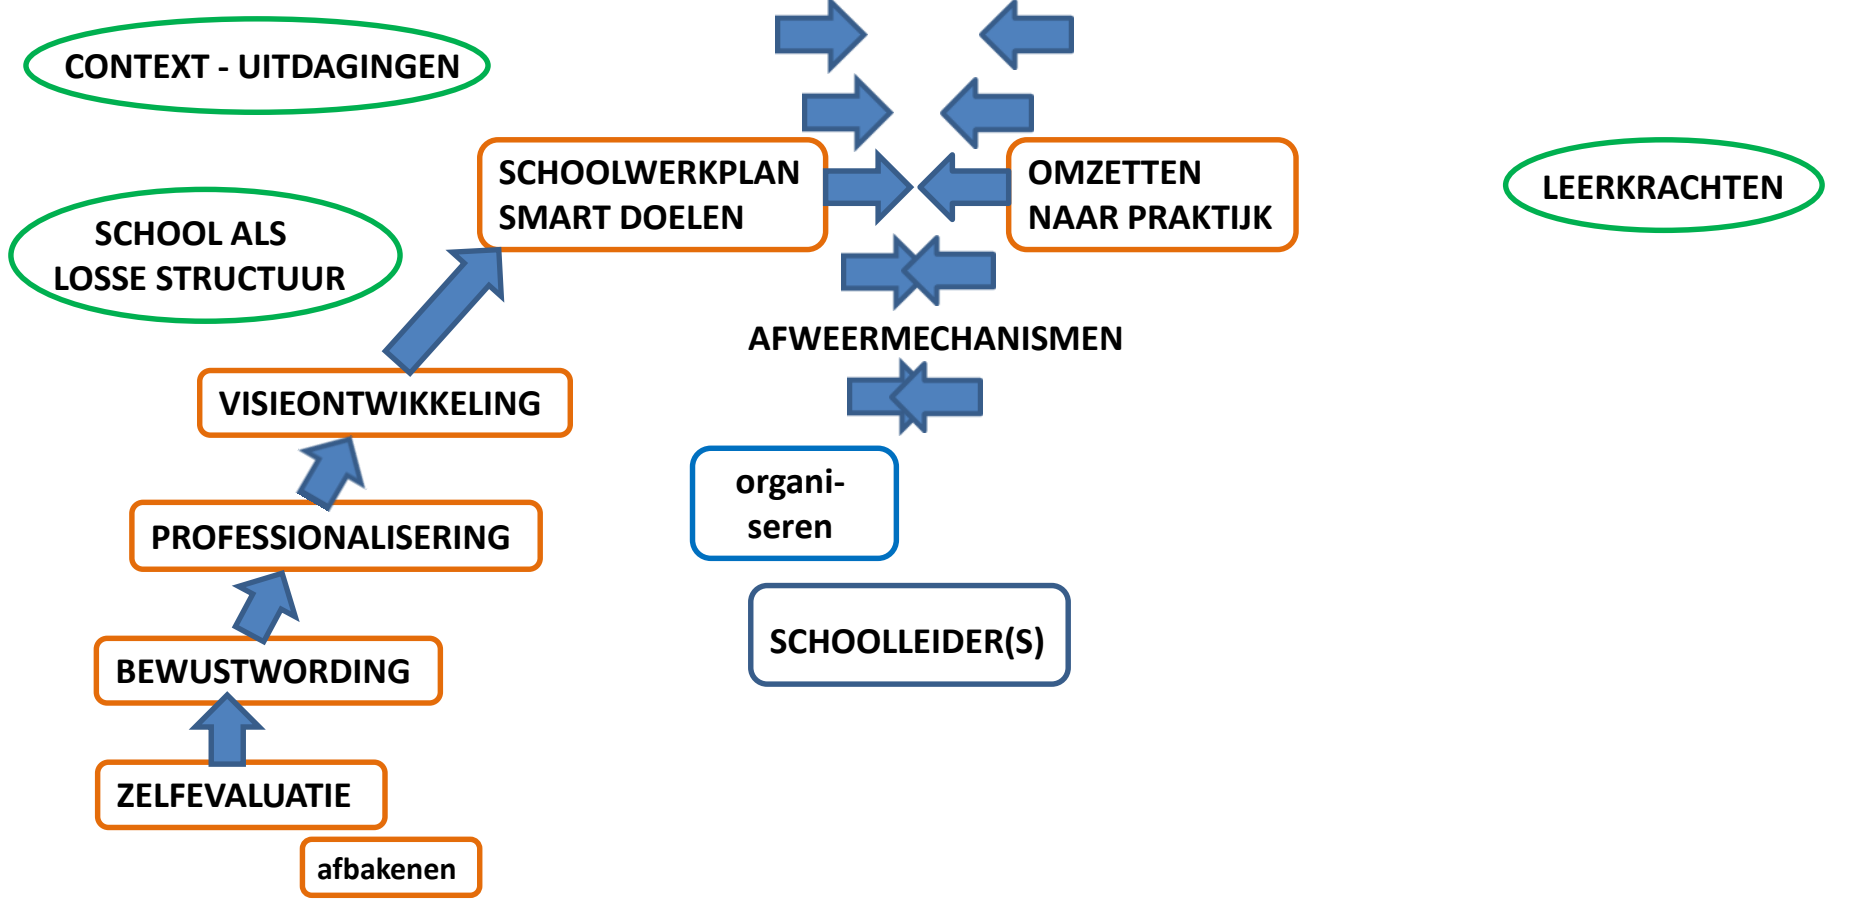 CONTEXT - UITDAGINGEN
SCHOOLWERKPLAN
SMART DOELEN
OMZETTEN
NAAR PRAKTIJK
LEERKRACHTEN
SCHOOL ALS
LOSSE STRUCTUUR
AFWEERMECHANISMEN
VISIEONTWIKKELING
organi-
seren
PROFESSIONALISERING
SCHOOLLEIDER(S)
BEWUSTWORDING
ZELFEVALUATIE
afbakenen